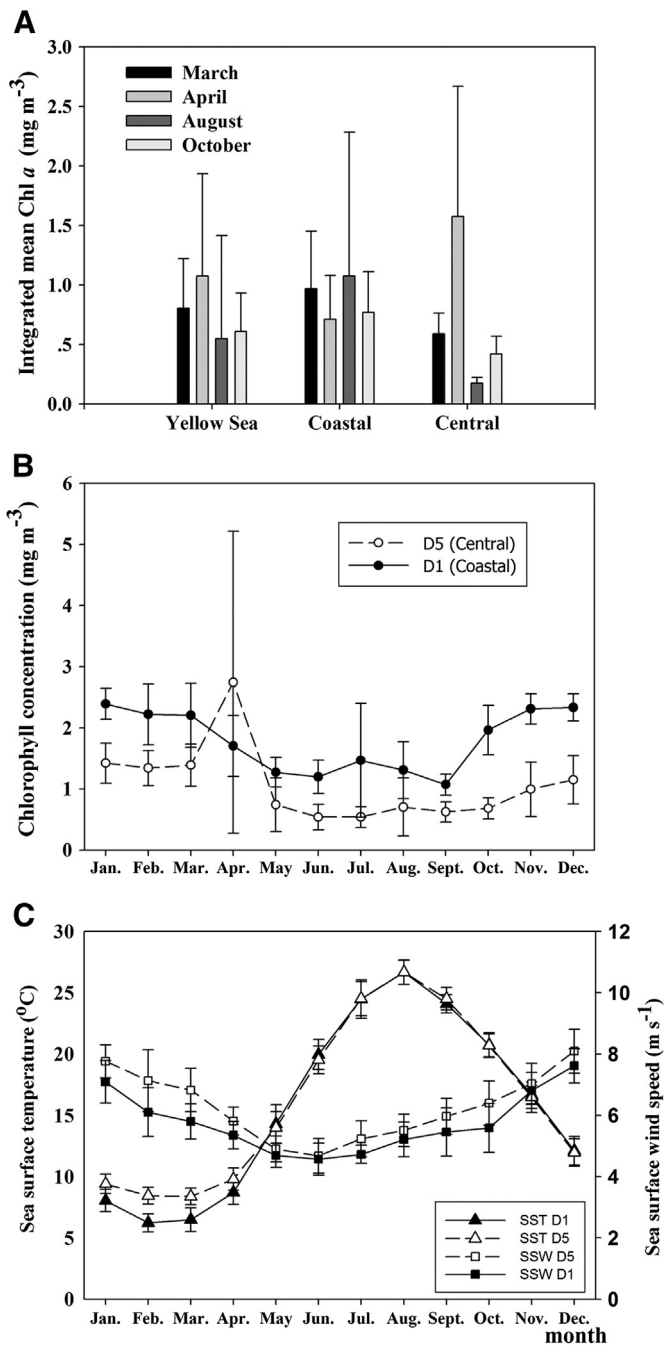 A
3.0
2.5
2.0
1.5
1.0
.5
0.0
Integrated mean Chl a (mg m-3)
March
April
August
October
Yellow Sea Coastal Central
B
6
5
4
3
2
1
0
Chlorophyll concentration (mg m-3)
D5 (Central)
D1 (Coastal)
Jan. Feb. Mar. Apr. May Jun. Jul. Aug. Sept. Oct. Nov. Dec.
C
30
25
20
15
10
5
0
Sea surface temperature (oC)
12
10
8
6
4
2
0
Sea surface wind speed (m s-1)
SST D1
SST D5
SSW D5
SSW D1
Jan. Feb. Mar. Apr. May Jun. Jul. Aug. Sept. Oct. Nov. Dec.
month